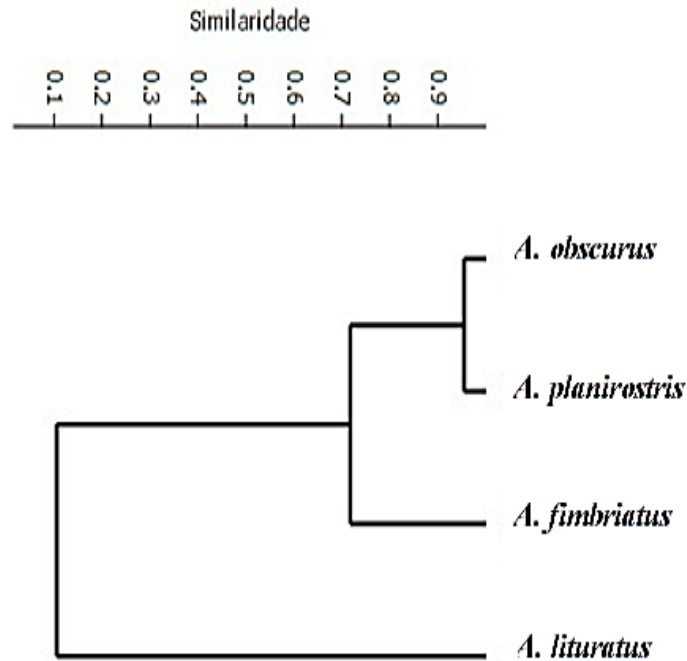 Similaridade
0.1 0.2 0.3 0.4 0.5 0.6 0.7 0.8 0.9
A. obscurus
A. planirostris
A. fimbriatus
A. lituratus